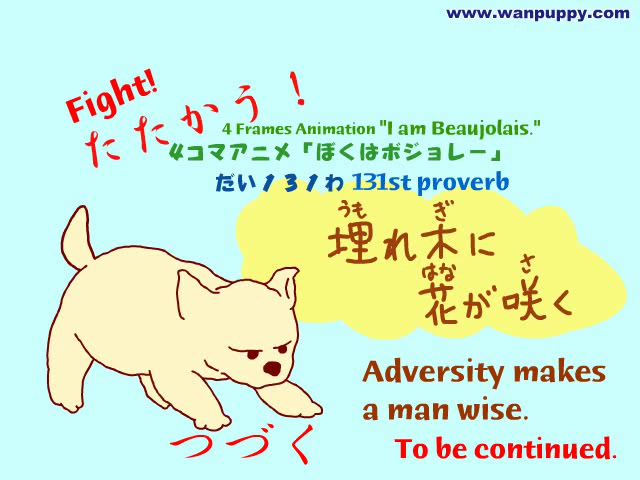 www.wanpuppy.com
Fight!
たたかう！
4 Frames Animation "I am Beaujolais."
4コマアニメ「ぼくはボジョレー」
だい131わ 131st proverb
うも ぎ
埋れ木に
はな さ
花が咲く
Adversity makes
a man wise.
つづく
To be continued.